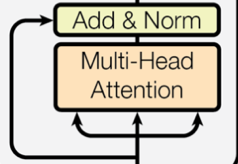 Add & Norm
Multi-Head
Attention